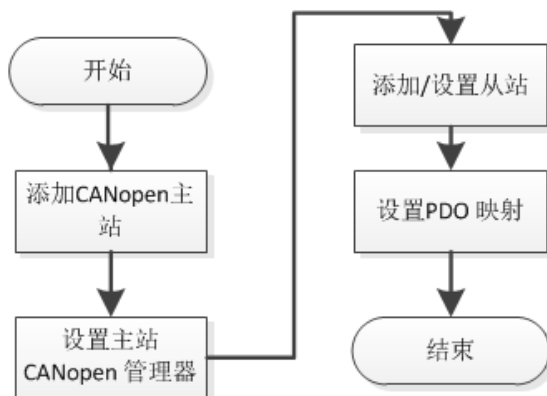 开始
添加CANopen主
站
设置主站
CANopen 管理器
添加/设置从站
设置PDO 映射
结束